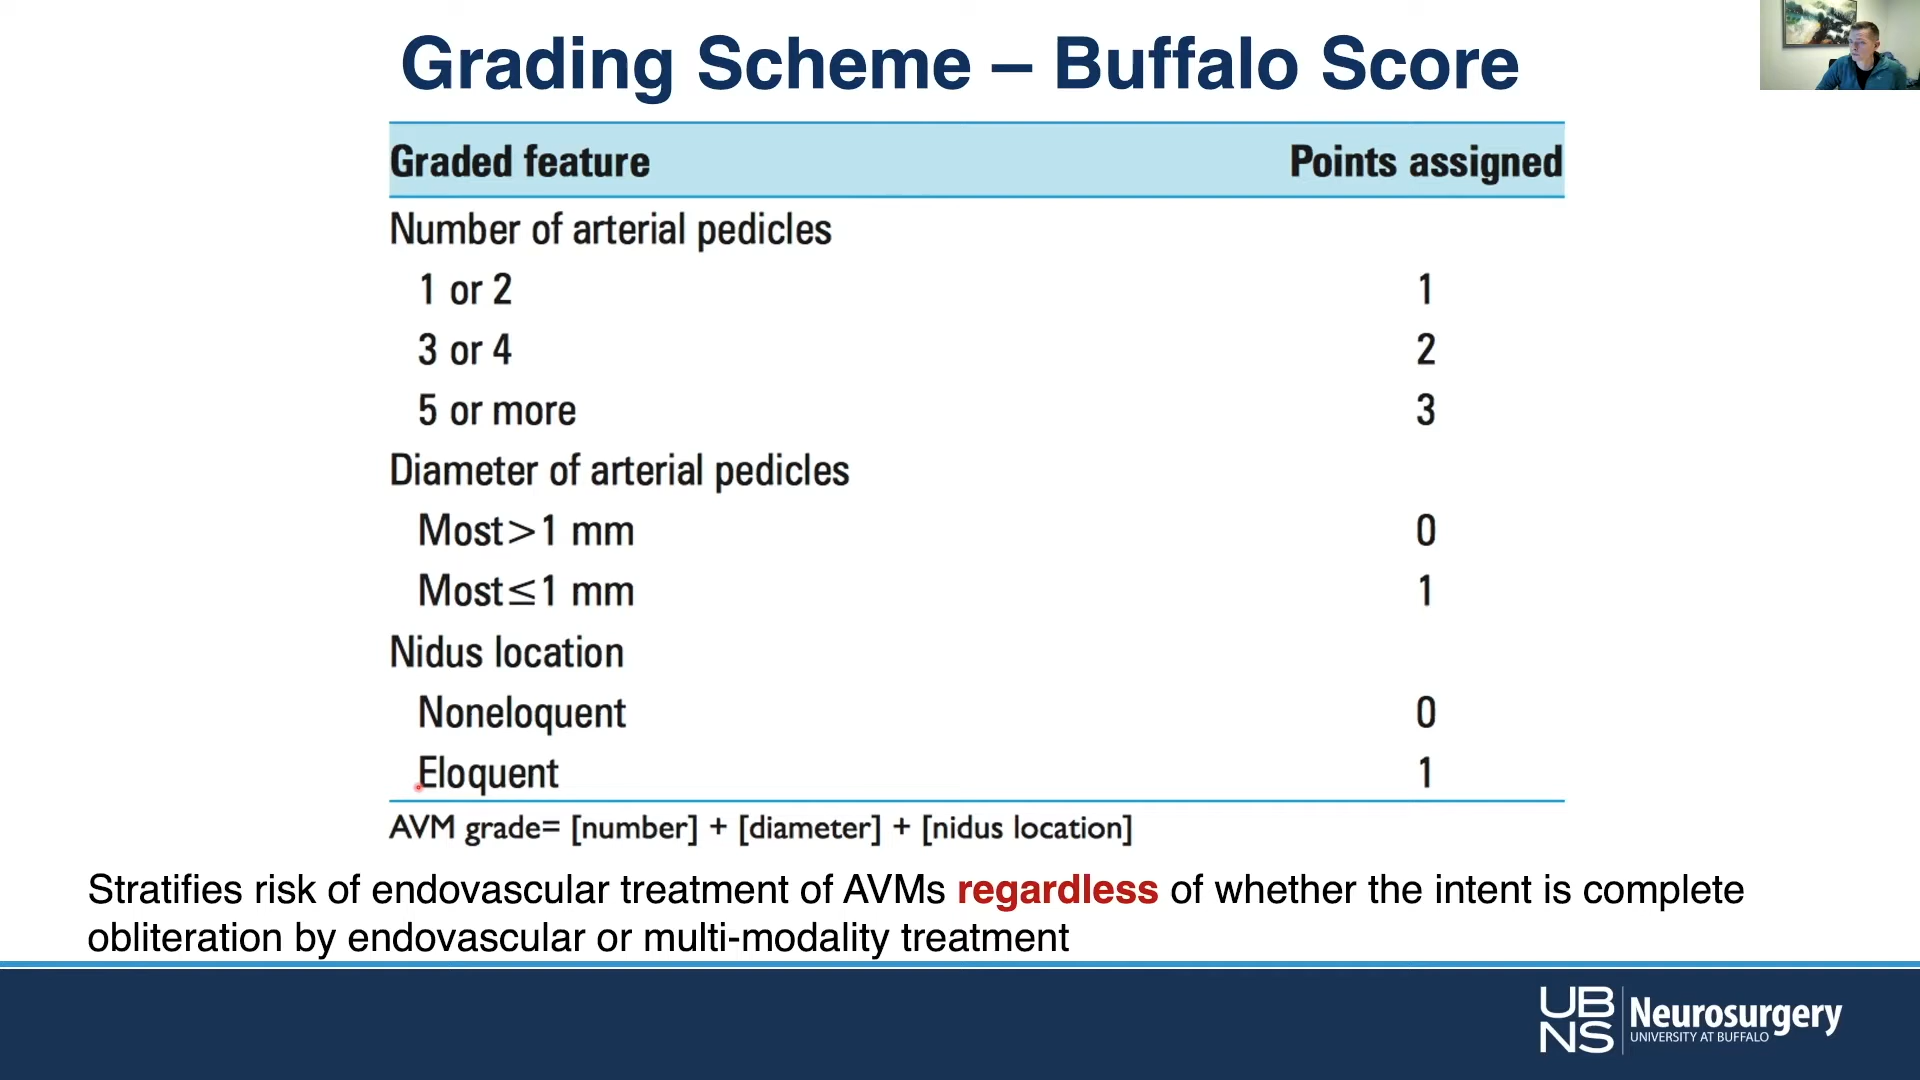 Grading Scheme – Buffalo Score
Graded feature Points assigned
Number of arterial pedicles
1 or 2 1
3 or 4 2
5 or more 3
Diameter of arterial pedicles
Most>1 mm 0
Most≤1 mm 1
Nidus location
Noneloquent 0
Eloquent 1
AVM grade= [number] + [diameter] + [nidus location]
Stratifies risk of endovascular treatment of AVMs regardless of whether the intent is complete
obliteration by endovascular or multi-modality treatment
UB
NS
Neurosurgery
UNIVERSITY AT BUFFALO